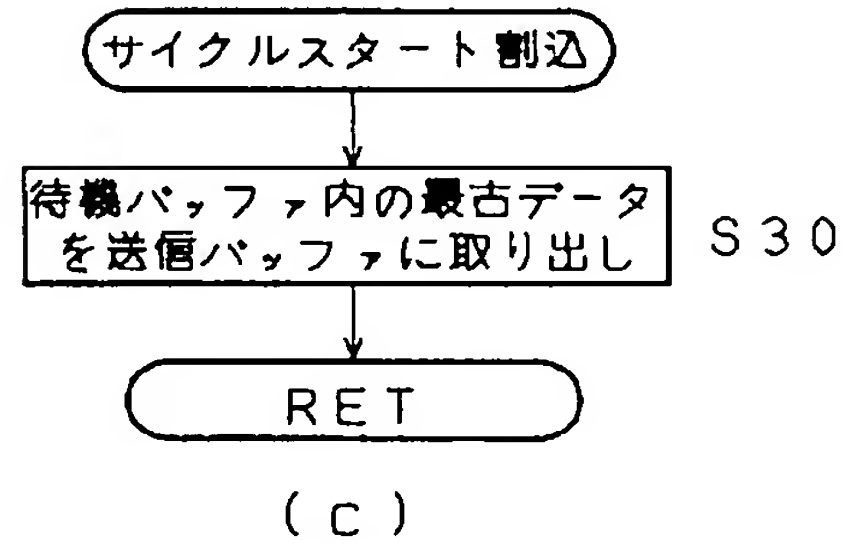 サイクルスタート割込
待機バッファ内の最古データ
を送信バッファに取り出し
S30
RET
(C)